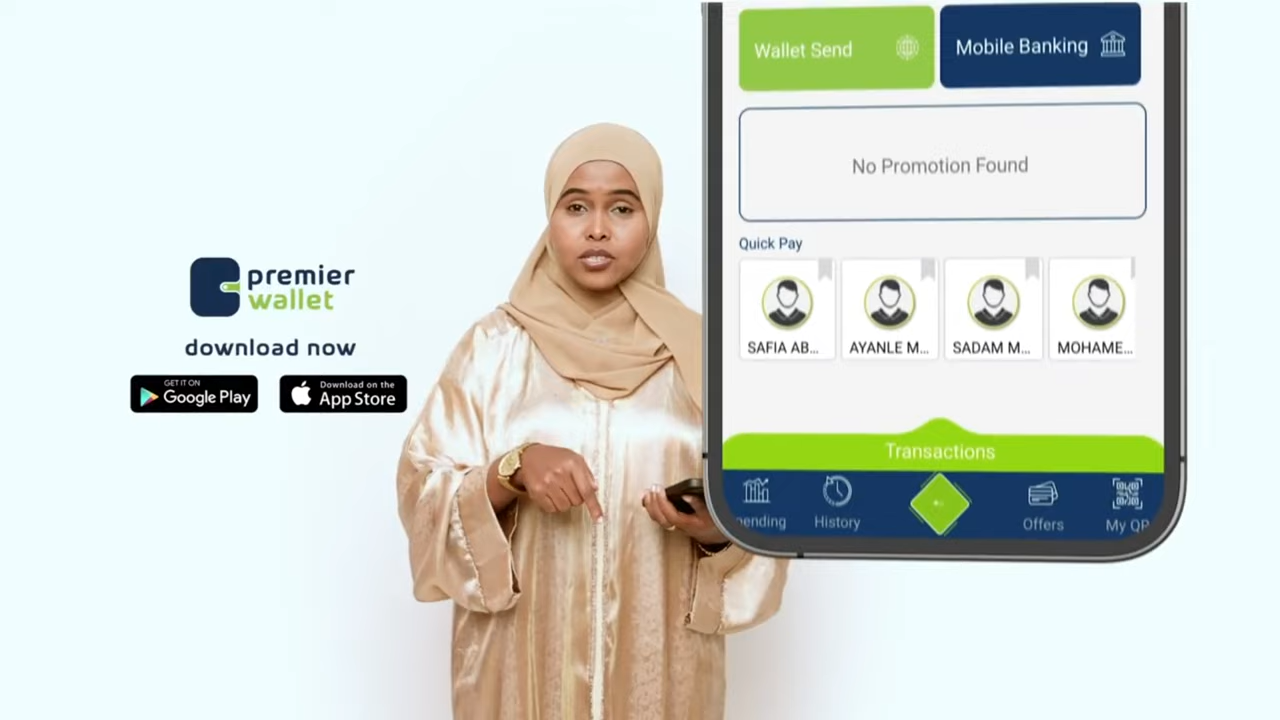 premier
wallet
download now
GET IT ON
Google Play
Download on the
App Store
Wallet Send
Mobile Banking
No Promotion Found
Quick Pay
SAFIA AB...
AYANLE M...
SADAM M...
MOHAME...
Transactions
ending
History
Offers
My QR